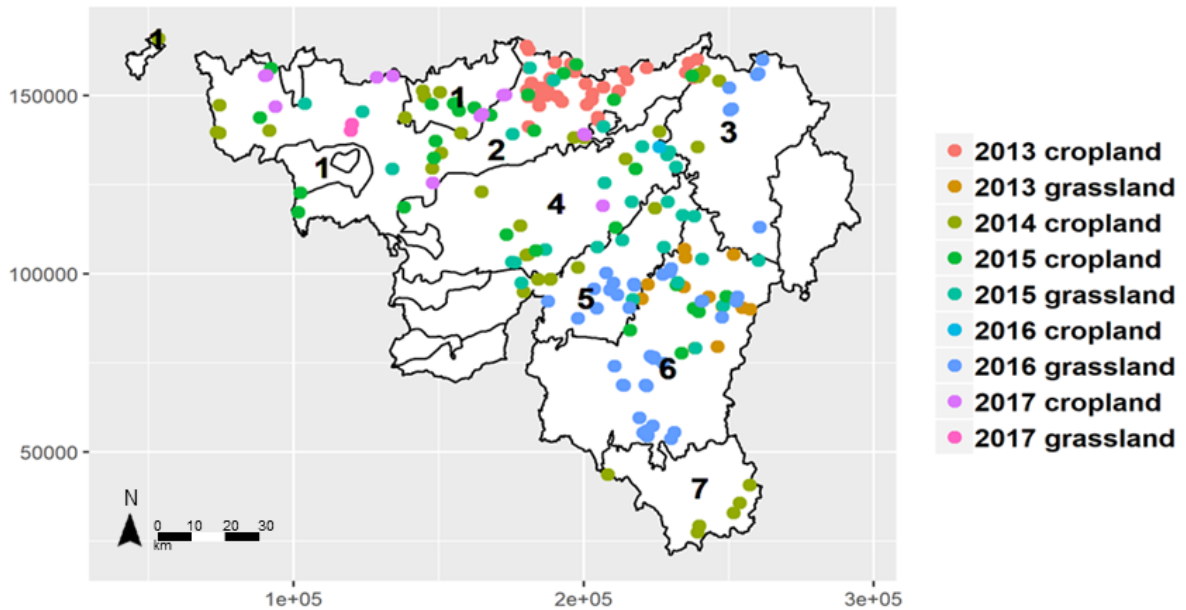 1
150000
1
3
2
1
4
100000
5
6
50000
7
N
0 10 20 30
km
1e+05 2e+05 3e+05
2013 cropland
2013 grassland
2014 cropland
2015 cropland
2015 grassland
2016 cropland
2016 grassland
2017 cropland
2017 grassland